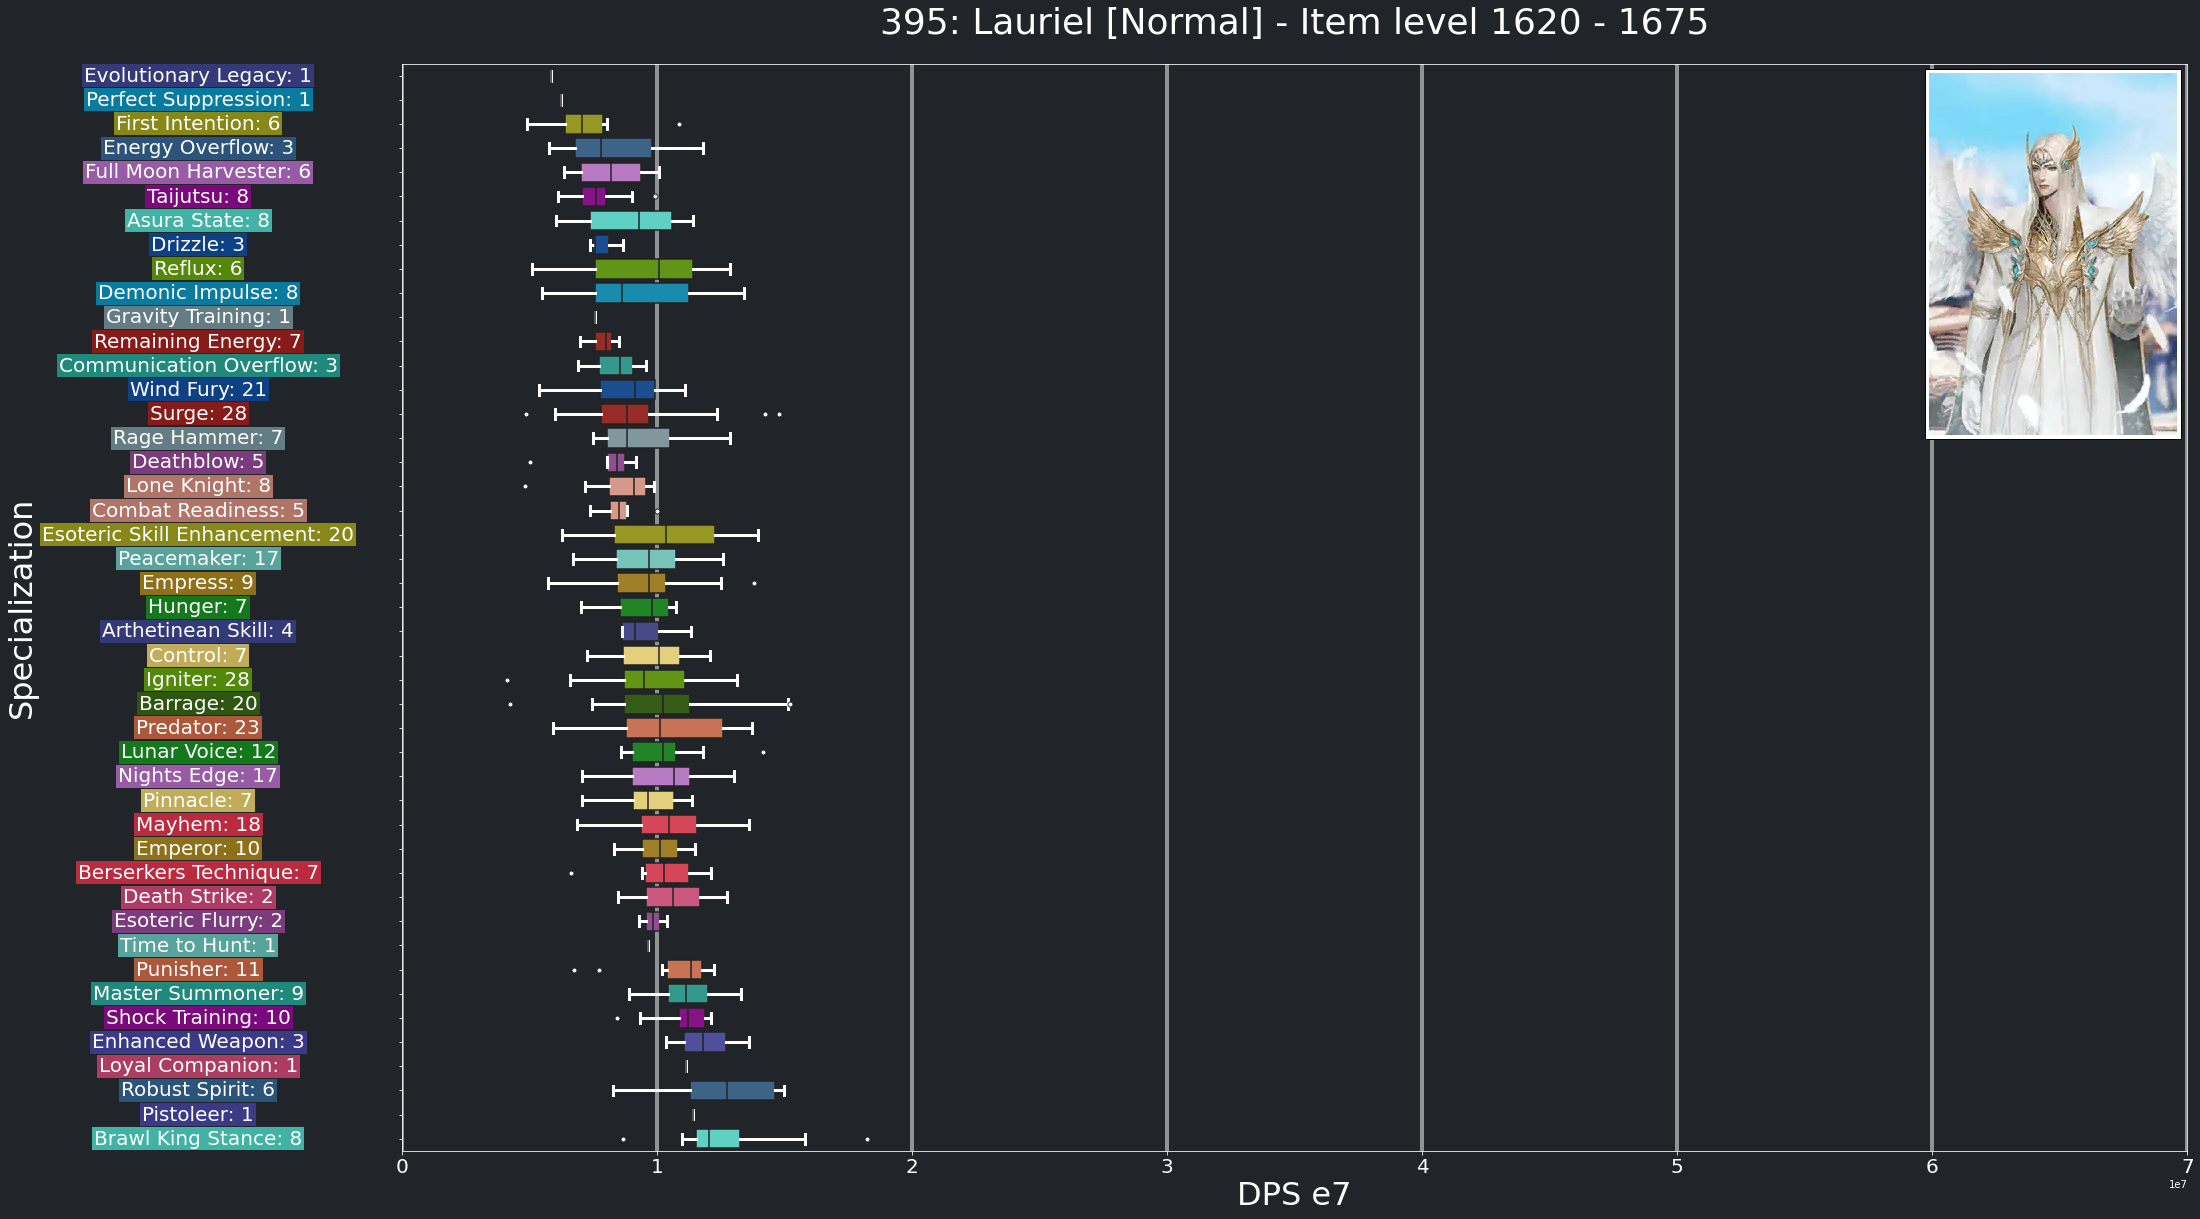 395: Lauriel [Normal] - Item level 1620 - 1675
Specialization
Evolutionary Legacy: 1
Perfect Suppression: 1
First Intention: 6
Energy Overflow: 3
Full Moon Harvester: 6
Taijutsu: 8
Asura State: 8
Drizzle: 3
Reflux: 6
Demonic Impulse: 8
Gravity Training: 1
Remaining Energy: 7
Communication Overflow: 3
Wind Fury: 21
Surge: 28
Rage Hammer: 7
Deathblow: 5
Lone Knight: 8
Combat Readiness: 5
Esoteric Skill Enhancement: 20
Peacemaker: 17
Empress: 9
Hunger: 7
Arthetinean Skill: 4
Control: 7
Igniter: 28
Barrage: 20
Predator: 23
Lunar Voice: 12
Nights Edge: 17
Pinnacle: 7
Mayhem: 18
Emperor: 10
Berserkers Technique: 7
Death Strike: 2
Esoteric Flurry: 2
Time to Hunt: 1
Punisher: 11
Master Summoner: 9
Shock Training: 10
Enhanced Weapon: 3
Loyal Companion: 1
Robust Spirit: 6
Pistoleer: 1
Brawl King Stance: 8
0 1 2 3 4 5 6 7
1e7
DPS e7